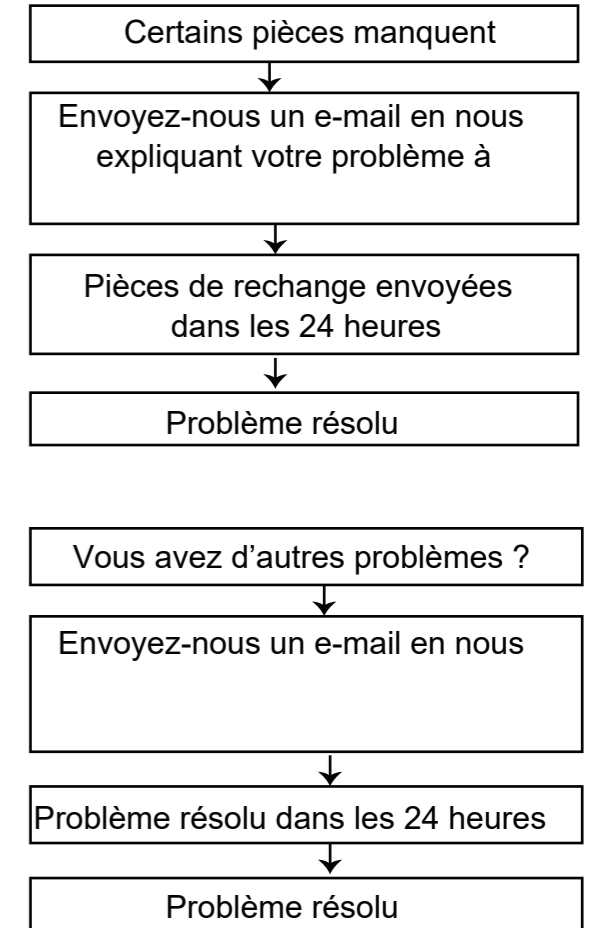 Certains pièces manquent
Envoyez-nous un e-mail en nous
expliquant votre problème à
Pièces de rechange envoyées
dans les 24 heures
Problème résolu
Vous avez d'autres problèmes ?
Envoyez-nous un e-mail en nous
Problème résolu dans les 24 heures
Problème résolu